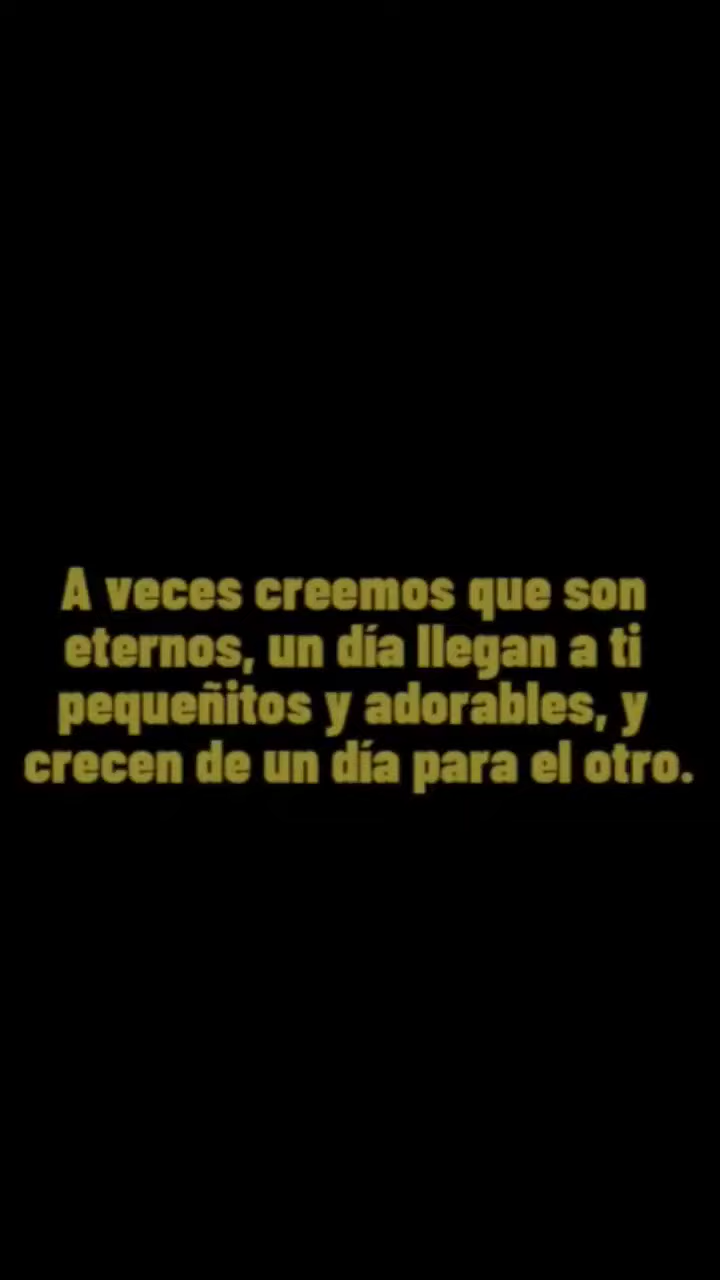 A veces creemos que son
eternos, un día llegan a ti
pequeñitos y adorables, y
crecen de un día para el otro.